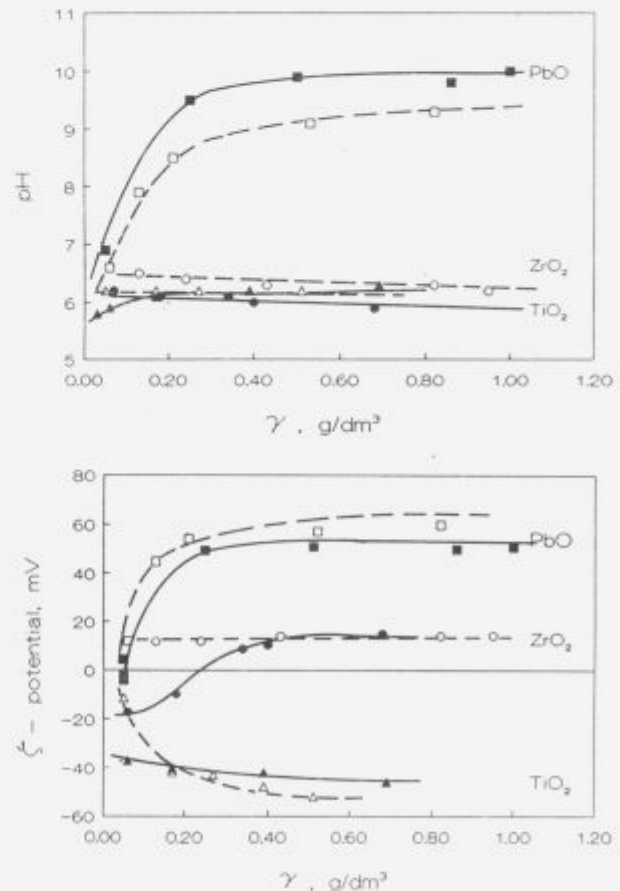 11
10
9
8
7
6
5
pH
PbO
ZrO₂
TiO₂
0.00 0.20 0.40 0.60 0.80 1.00 1.20
γ , g/dm³
80
60
40
20
0
-20
-40
-60
ζ - potential, mV
PbO
ZrO₂
TiO₂
0.00 0.20 0.40 0.60 0.80 1.00 1.20
γ , g/dm³